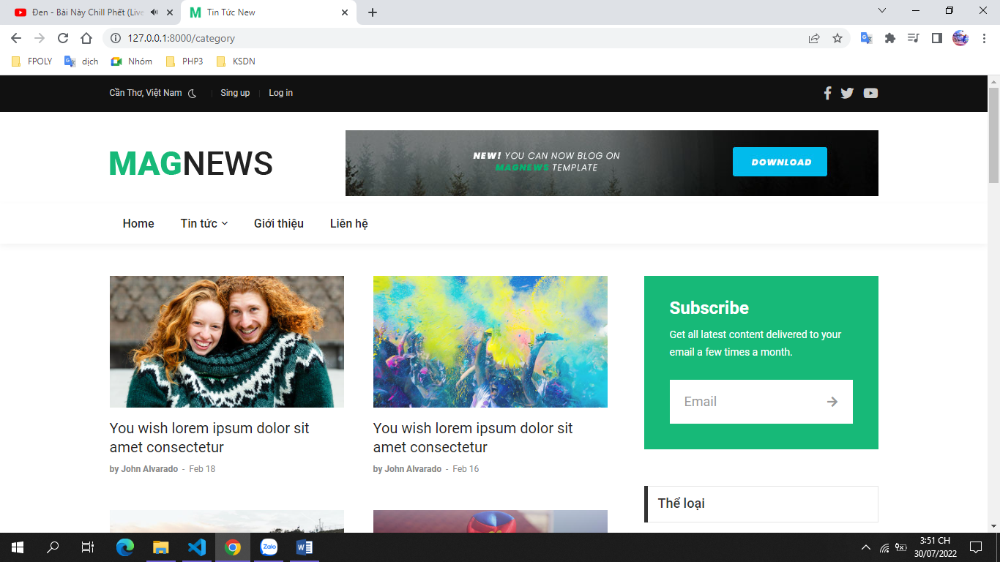 Đen - Bài Này Chill Phết (Live
Tin Tức New
127.0.0.1:8000/category
FPOLY
dịch
Nhóm
PHP3
KSDN
Cần Thơ, Việt Nam
Sing up
Log in
MAGNEWS
NEW! YOU CAN NOW BLOG ON
MAGNEWS TEMPLATE
DOWNLOAD
Home
Tin tức
Giới thiệu
Liên hệ
Subscribe
Get all latest content delivered to your
email a few times a month.
Email
You wish lorem ipsum dolor sit
amet consectetur
by John Alvarado - Feb 18
You wish lorem ipsum dolor sit
amet consectetur
by John Alvarado - Feb 16
Thể loại
Zalo
3:51 CH
30/07/2022